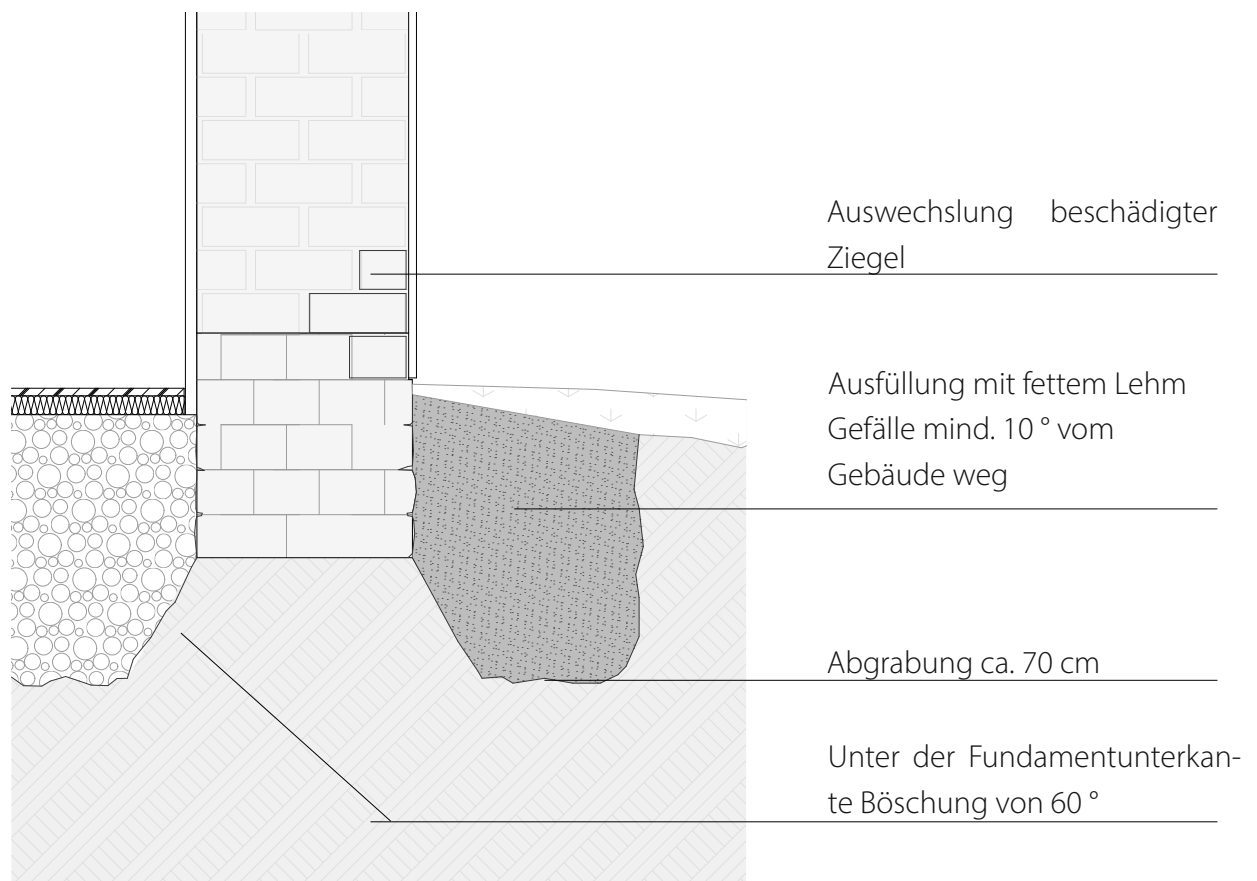 Auswechslung beschädigter
Ziegel
Ausfüllung mit fettem Lehm
Gefälle mind. 10 ° vom
Gebäude weg
Abgrabung ca. 70 cm
Unter der Fundamentunterkan-
te Böschung von 60 °